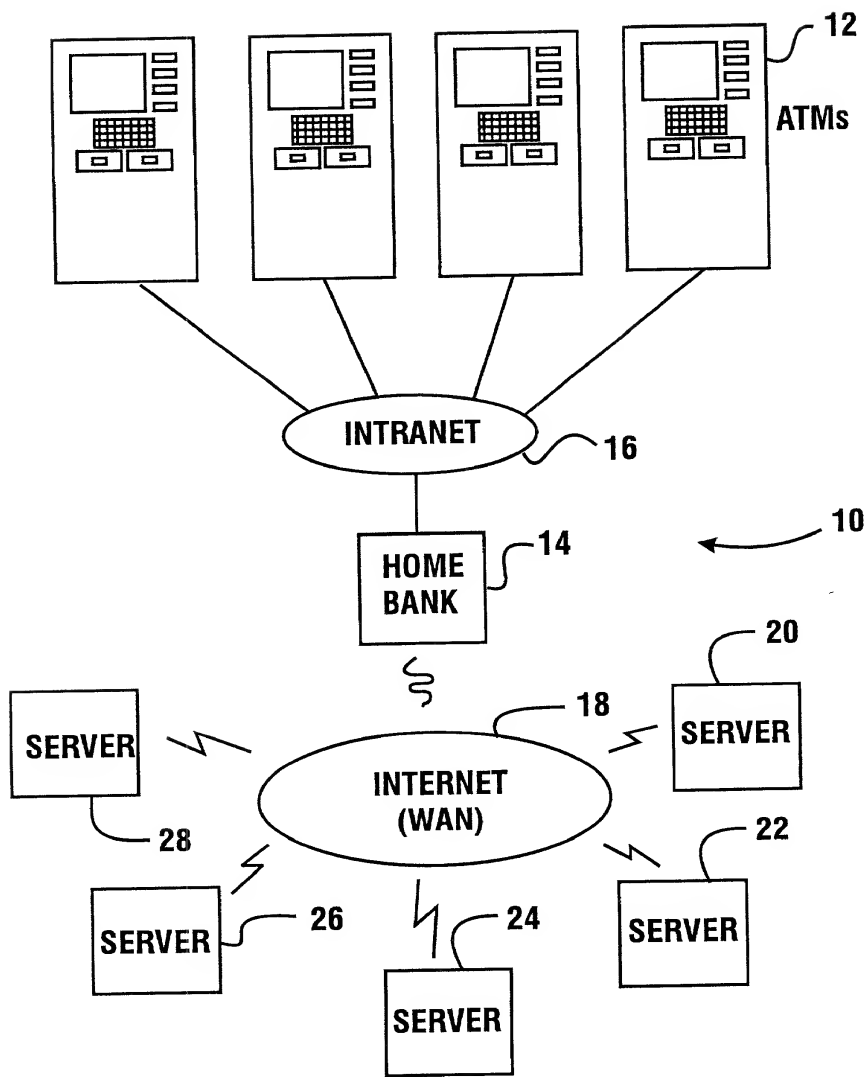 12
ATMs
INTRANET
16
10
14
HOME
BANK
20
18
SERVER
SERVER
INTERNET
(WAN)
28
22
26
24
SERVER
SERVER
SERVER